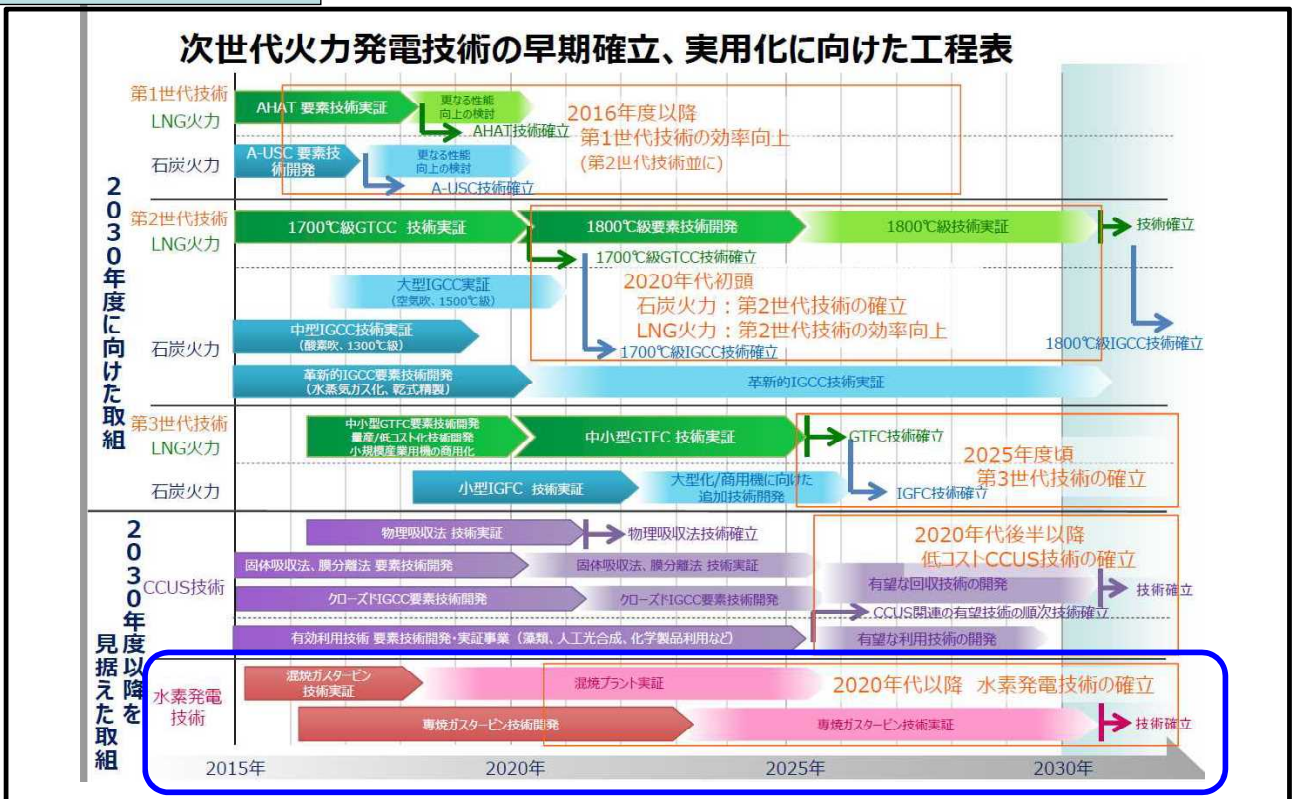 次世代火力発電技術の早期確立、実用化に向けた工程表
2030年度に向けた取組
第1世代技術
LNG火力
AHAT 要素技術実証
更なる性能
向上の検討
AHAT技術確立
2016年度以降
第1世代技術の効率向上
(第2世代技術並に)
石炭火力
A-USC 要素技
術開発
更なる性能
向上の検討
A-USC技術確立
第2世代技術
LNG火力
1700℃級GTCC 技術実証
1800℃級要素技術開発
1800℃級技術実証
技術確立
1700℃級GTCC技術確立
2020年代初頭
石炭火力：第2世代技術の確立
LNG火力：第2世代技術の効率向上
石炭火力
大型IGCC実証
(空気吹、1500℃級)
中型IGCC技術実証
(酸素吹、1300℃級)
1700℃級IGCC技術確立
1800℃級IGCC技術確立
革新的IGCC要素技術開発
(水蒸気ガス化、乾式精製)
革新的IGCC技術実証
第3世代技術
LNG火力
中小型GTFC要素技術開発
量産/低コスト化技術開発
小規模産業用機の商用化
中小型GTFC 技術実証
GTFC技術確立
2025年度頃
第3世代技術の確立
石炭火力
小型IGFC 技術実証
大型化/商用機に向けた
追加技術開発
IGFC技術確立
2030年度以降を
見据えた取組
CCUS技術
物理吸収法 技術実証
物理吸収法技術確立
2020年代後半以降
低コストCCUS技術の確立
固体吸収法、膜分離法 要素技術開発
固体吸収法、膜分離法 技術実証
有望な回収技術の開発
技術確立
クローズドIGCC要素技術開発
クローズドIGCC要素技術開発
CCUS関連の有望技術の順次技術確立
有効利用技術 要素技術開発・実証事業（藻類、人工光合成、化学製品利用など）
有望な利用技術の開発
水素発電
技術
混焼ガスタービン
技術実証
混焼プラント実証
2020年代以降 水素発電技術の確立
専焼ガスタービン技術開発
専焼ガスタービン技術実証
技術確立
2015年
2020年
2025年
2030年